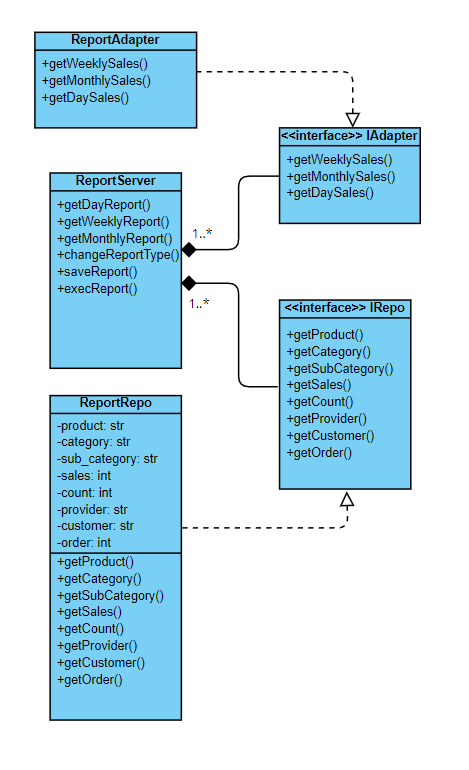 ReportAdapter
+getWeeklySales()
+getMonthlySales()
+getDaySales()
<<interface>> IAdapter
+getWeeklySales()
+getMonthlySales()
+getDaySales()
ReportServer
+getDayReport()
+getWeeklyReport()
+getMonthlyReport()
+changeReportType()
+saveReport()
+execReport()
1..*
1..*
<<interface>> IRepo
+getProduct()
+getCategory()
+getSubCategory()
+getSales()
+getCount()
+getProvider()
+getCustomer()
+getOrder()
ReportRepo
-product: str
-category: str
-sub_category: str
-sales: int
-count: int
-provider: str
-customer: str
-order: int
+getProduct()
+getCategory()
+getSubCategory()
+getSales()
+getCount()
+getProvider()
+getCustomer()
+getOrder()